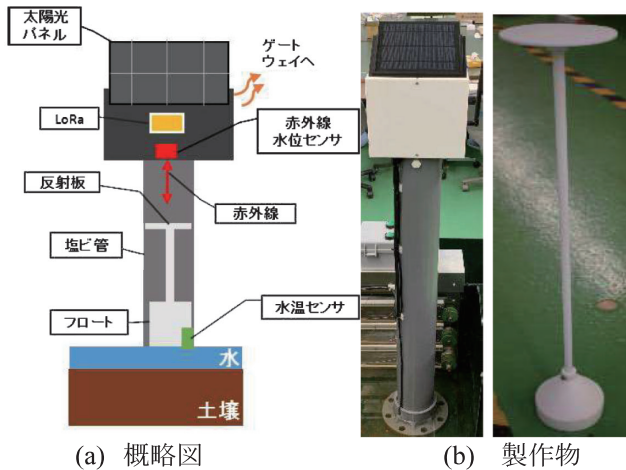 太陽光
パネル
ゲート
ウェイへ
LoRa
赤外線
水位センサ
反射板
赤外線
塩ビ管
水温センサ
フロート
水
土壌
(a) 概略図
(b) 製作物